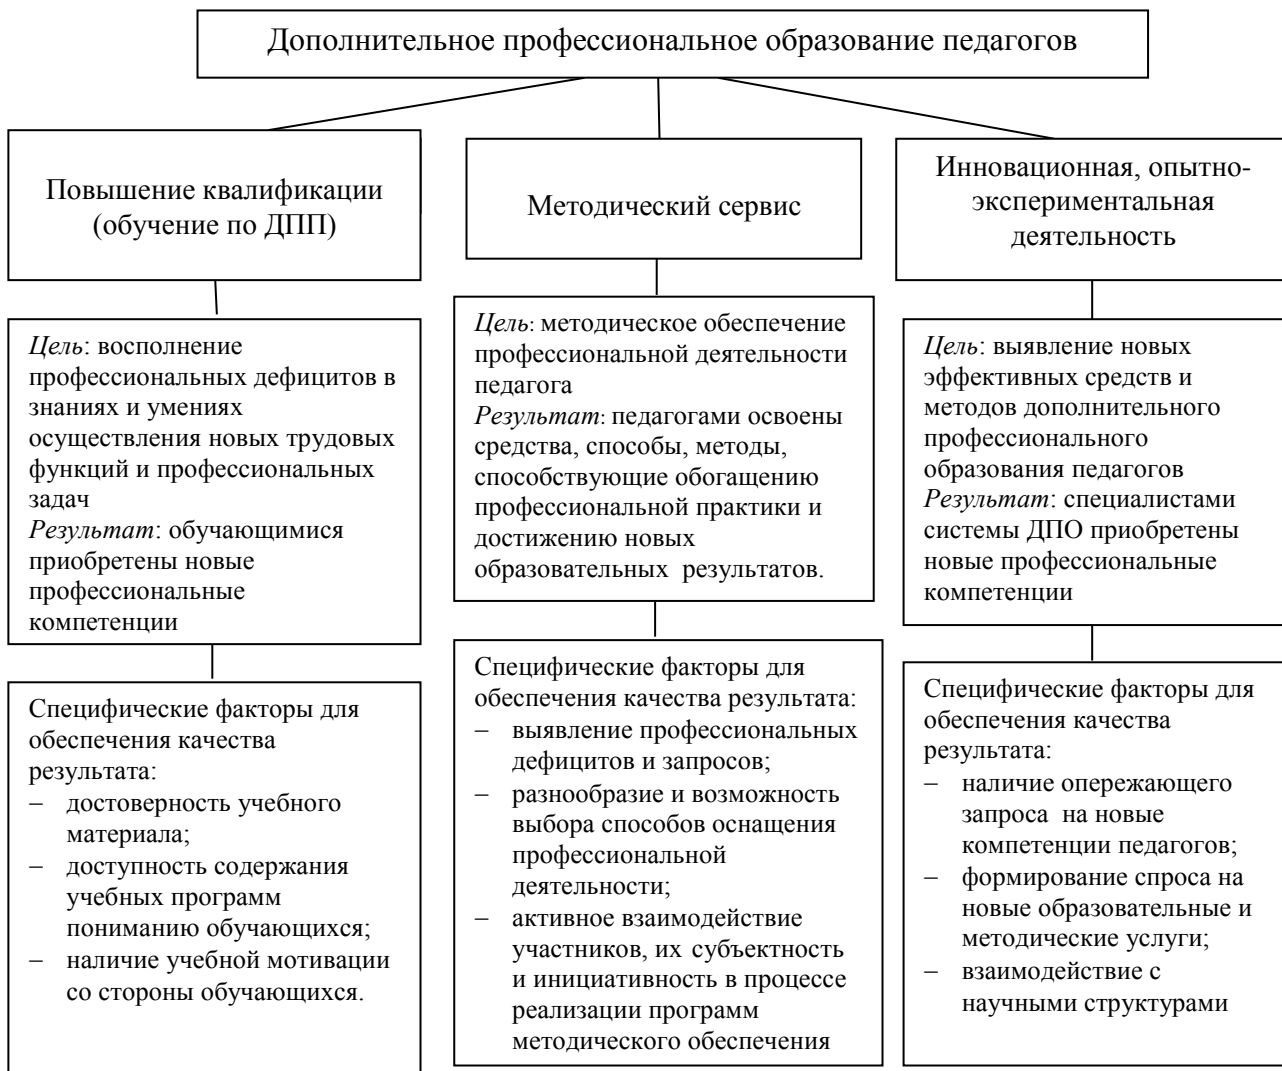 Дополнительное профессиональное образование педагогов
Повышение квалификации
(обучение по ДПП)
Методический сервис
Инновационная, опытно-
экспериментальная
деятельность
Цель: восполнение
профессиональных дефицитов в
знаниях и умениях
осуществления новых трудовых
функций и профессиональных
задач
Результат: обучающимися
приобретены новые
профессиональные
компетенции
Цель: методическое обеспечение
профессиональной деятельности
педагога
Результат: педагогами освоены
средства, способы, методы,
способствующие обогащению
профессиональной практики и
достижению новых
образовательных результатов.
Цель: выявление новых
эффективных средств и
методов дополнительного
профессионального
образования педагогов
Результат: специалистами
системы ДПО приобретены
новые профессиональные
компетенции
Специфические факторы для
обеспечения качества
результата:
– достоверность учебного
материала;
– доступность содержания
учебных программ
пониманию обучающихся;
– наличие учебной мотивации
со стороны обучающихся.
Специфические факторы для
обеспечения качества результата:
– выявление профессиональных
дефицитов и запросов;
– разнообразие и возможность
выбора способов оснащения
профессиональной
деятельности;
– активное взаимодействие
участников, их субъектность
и инициативность в процессе
реализации программ
методического обеспечения
Специфические факторы для
обеспечения качества
результата:
– наличие опережающего
запроса на новые
компетенции педагогов;
– формирование спроса на
новые образовательные и
методические услуги;
– взаимодействие с
научными структурами